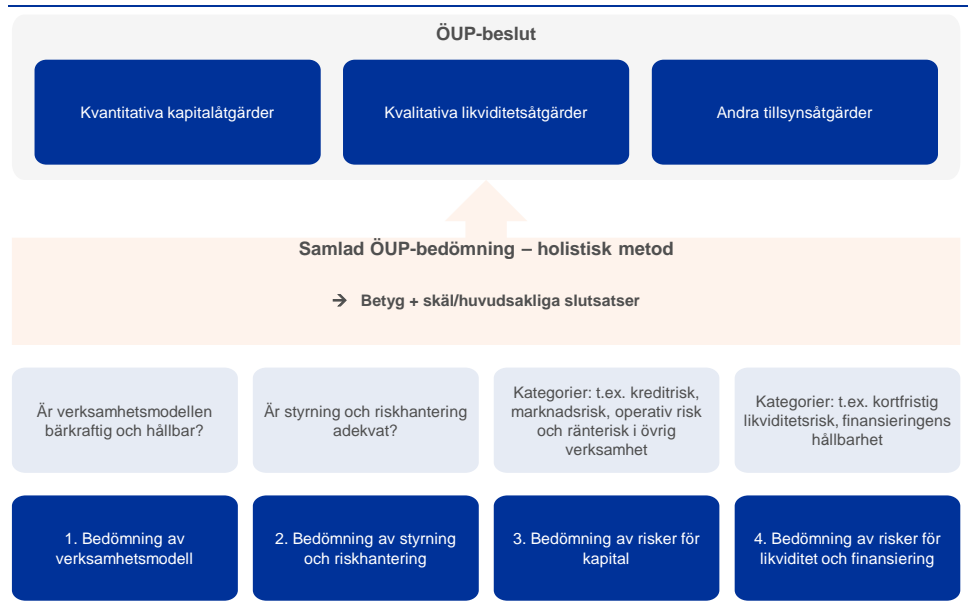 ÖUP-beslut
Kvantitativa kapitalåtgärder
Kvalitativa likviditetsåtgärder
Andra tillsynsåtgärder
Samlad ÖUP-bedömning – holistisk metod
→ Betyg + skäl/huvudsakliga slutsatser
Är verksamhetsmodellen
bärkraftig och hållbar?
Är styrning och riskhantering
adekvat?
Kategorier: t.ex. kreditrisk,
marknadsrisk, operativ risk
och ränterisk i övrig
verksamhet
Kategorier: t.ex. kortfristig
likviditetsrisk, finansieringens
hållbarhet
1. Bedömning av
verksamhetsmodell
2. Bedömning av styrning
och riskhantering
3. Bedömning av risker för
kapital
4. Bedömning av risker för
likviditet och finansiering